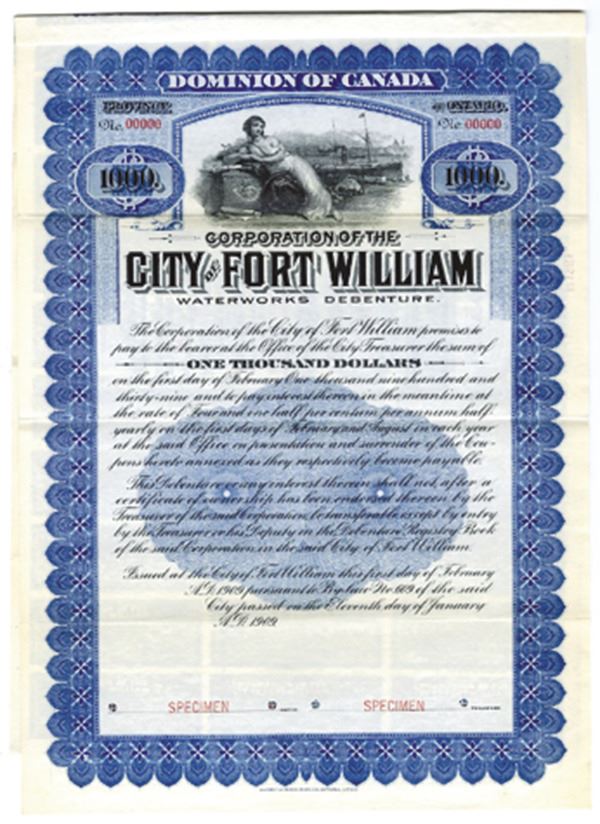 DOMINION OF CANADA
PROVINCE OF ONTARIO.
No. 00000 No. 00000
1000. 1000.
CORPORATION OF THE
CITY OF FORT WILLIAM
WATERWORKS DEBENTURE.
The Corporation of the City of Fort William promises to
pay to the bearer at the Office of the City Treasurer the sum of
ONE THOUSAND DOLLARS
on the first day of February One thousand nine hundred and
thirty-nine and to pay interest thereon in the meantime at
the rate of Four and one half per centum per annum half
yearly on the first days of February and August in each year
at the said Office on presentation and surrender of the Cou-
pons hereto annexed as they respectively become payable.
This Debenture or any interest therein shall not, after a
certificate of ownership has been endorsed thereon by the
Treasurer of the said Corporation, be transferable except by entry
by the Treasurer or his Deputy in the Debenture Registry Book
of the said Corporation in the said City of Fort William.
Issued at the City of Fort William this first day of February
A.D. 1909 pursuant to By-law No. 669 of the said
City passed on the Eleventh day of January
A.D. 1909.
SPECIMEN SPECIMEN